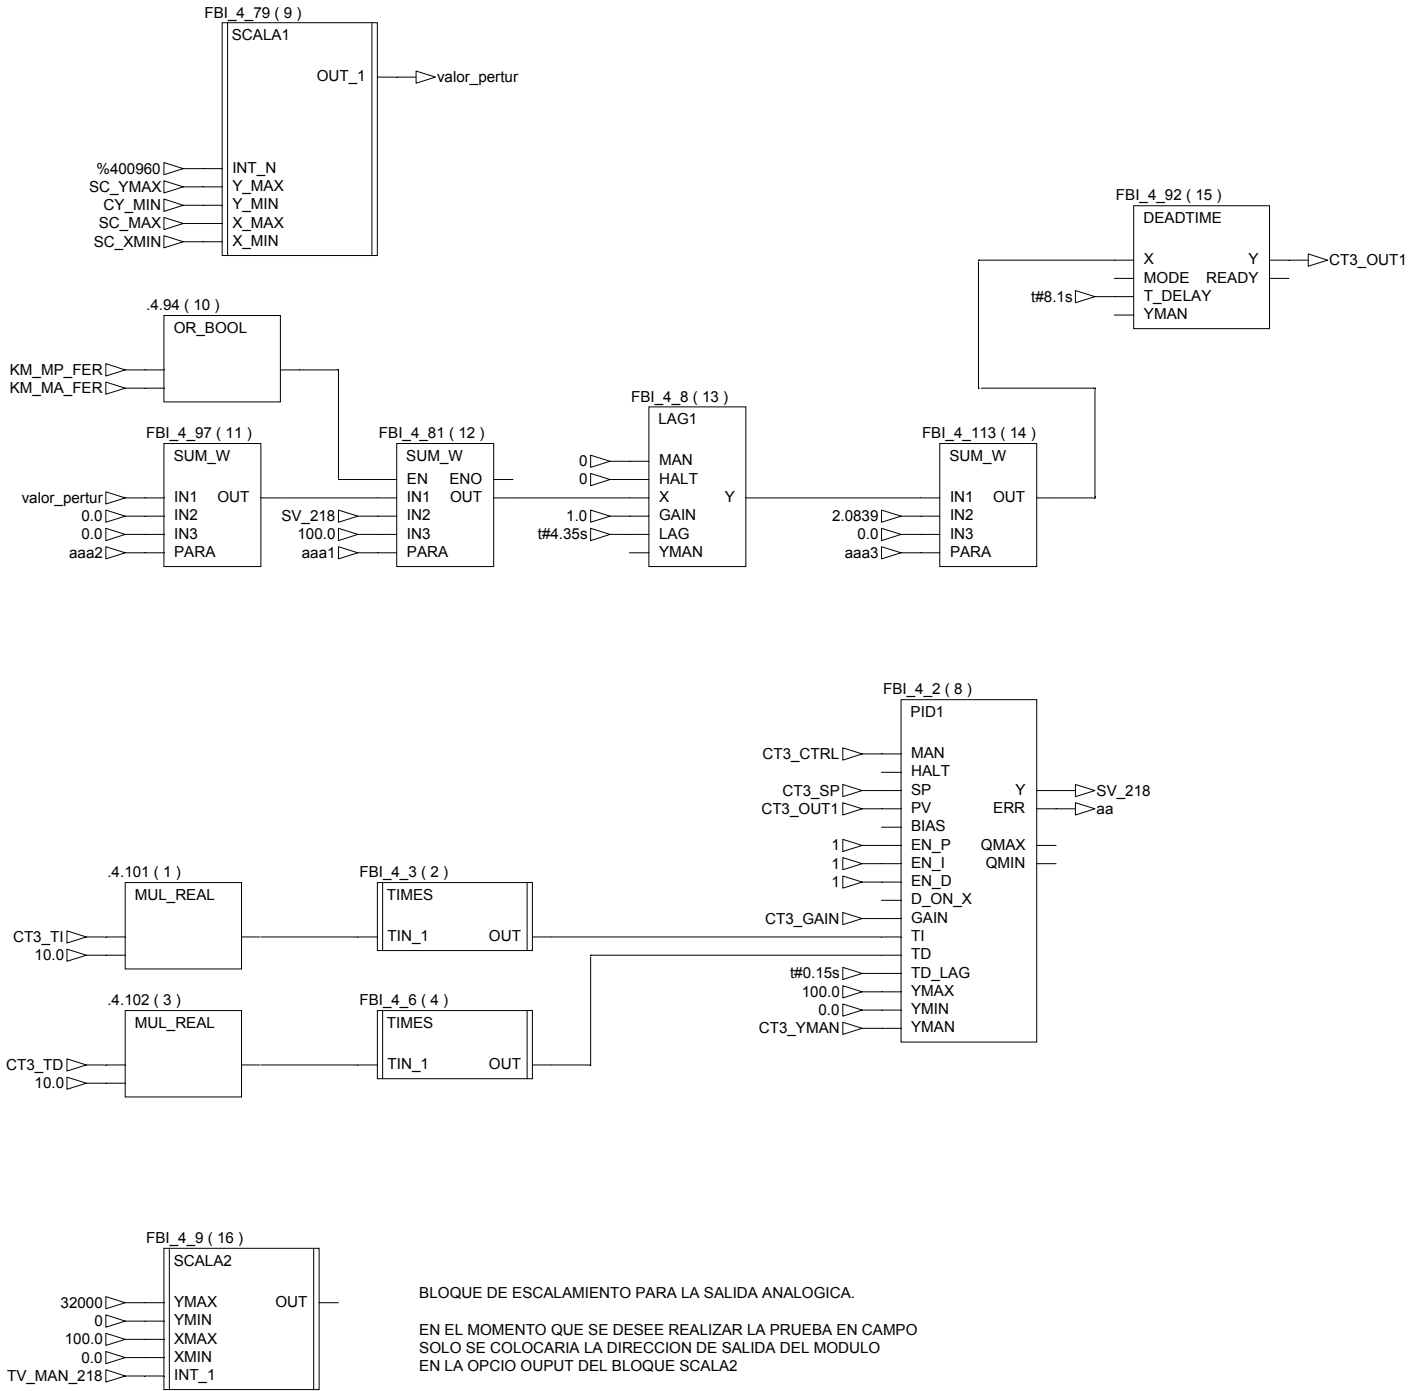 FBI_4_79 ( 9 )
SCALA1
OUT_1
valor_pertur
%400960
INT_N
SC_YMAX
Y_MAX
CY_MIN
Y_MIN
SC_MAX
X_MAX
SC_XMIN
X_MIN
FBI_4_92 ( 15 )
DEADTIME
X
Y
CT3_OUT1
MODE
READY
t#8.1s
T_DELAY
YMAN
.4.94 ( 10 )
OR_BOOL
KM_MP_FER
KM_MA_FER
FBI_4_97 ( 11 )
SUM_W
valor_pertur
IN1
OUT
0.0
IN2
0.0
IN3
aaa2
PARA
FBI_4_81 ( 12 )
SUM_W
EN
ENO
IN1
OUT
SV_218
IN2
100.0
IN3
aaa1
PARA
FBI_4_8 ( 13 )
LAG1
0
MAN
0
HALT
X
Y
1.0
GAIN
t#4.35s
LAG
YMAN
FBI_4_113 ( 14 )
SUM_W
IN1
OUT
2.0839
IN2
0.0
IN3
aaa3
PARA
FBI_4_2 ( 8 )
PID1
CT3_CTRL
MAN
HALT
CT3_SP
SP
Y
SV_218
CT3_OUT1
PV
ERR
aa
BIAS
1
EN_P
QMAX
1
EN_I
QMIN
1
EN_D
D_ON_X
CT3_GAIN
GAIN
TI
TD
t#0.15s
TD_LAG
100.0
YMAX
0.0
YMIN
CT3_YMAN
YMAN
.4.101 ( 1 )
MUL_REAL
CT3_TI
10.0
FBI_4_3 ( 2 )
TIMES
TIN_1
OUT
.4.102 ( 3 )
MUL_REAL
CT3_TD
10.0
FBI_4_6 ( 4 )
TIMES
TIN_1
OUT
FBI_4_9 ( 16 )
SCALA2
32000
YMAX
OUT
0
YMIN
100.0
XMAX
0.0
XMIN
TV_MAN_218
INT_1
BLOQUE DE ESCALAMIENTO PARA LA SALIDA ANALOGICA.
EN EL MOMENTO QUE SE DESEE REALIZAR LA PRUEBA EN CAMPO
SOLO SE COLOCARIA LA DIRECCION DE SALIDA DEL MODULO
EN LA OPCIO OUPUT DEL BLOQUE SCALA2